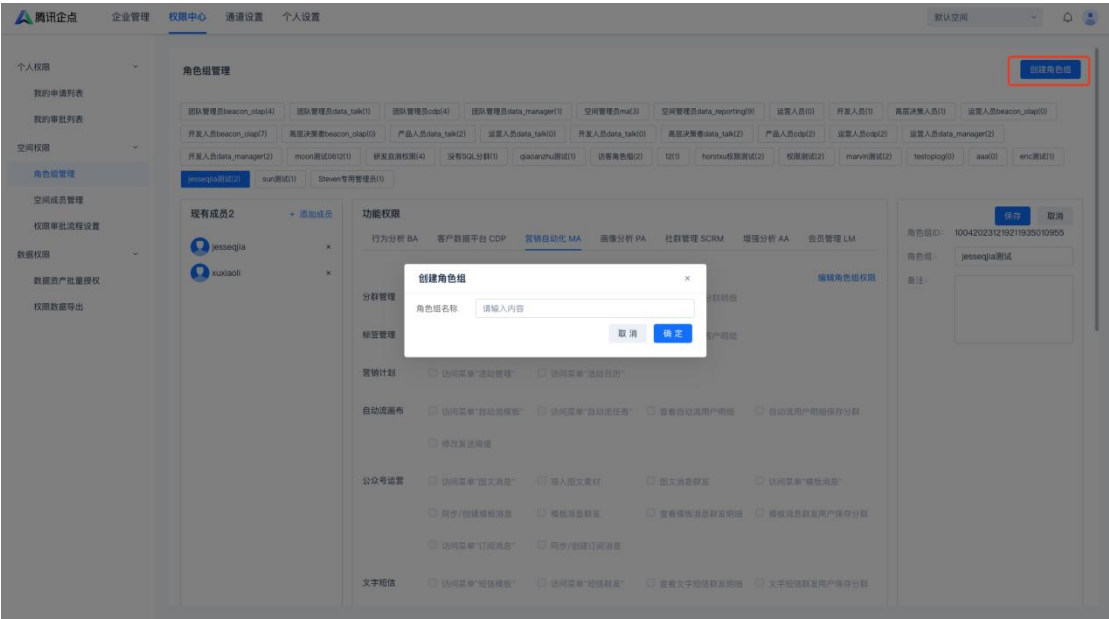 腾讯企点 企业管理 权限中心 通道设置 个人设置 默认空间
个人权限
我的申请列表
我的审批列表
空间权限
角色组管理
空间成员管理
权限审批流程设置
数据权限
数据资产批量授权
权限数据导出
角色组管理 创建角色组
团队管理员beacon_olap(4) 团队管理员data_talk(1) 团队管理员cdp(4) 团队管理员data_manager(1) 空间管理员ma(3) 空间管理员data_reporting(9) 运营人员(0) 开发人员(1) 高层决策人员(1) 运营人员beacon_olap(0)
开发人员beacon_olap(7) 高层决策者beacon_olap(0) 产品人员data_talk(2) 运营人员data_talk(0) 开发人员data_talk(0) 高层决策者data_talk(2) 产品人员cdp(2) 运营人员cdp(2) 运营人员data_manager(2)
开发人员data_manager(2) moon测试0612(1) 研发自测权限(4) 没有SQL分群(1) qiaoanzhu测试(1) 访客角色组(2) 12(1) horstxu权限测试(2) 权限测试(2) marvin测试(2) testoplog(0) aaa(0) eric测试(1)
jesseqjia测试(2) sun测试(1) Steven专用管理员(1)
现有成员2 + 添加成员
jesseqjia ×
xuxiaoli ×
功能权限
行为分析 BA 客户数据平台 CDP 营销自动化 MA 画像分析 PA 社群管理 SCRM 增强分析 AA 会员管理 LM
编辑角色组权限
分群管理 分群明细
标签管理 客户明细
营销计划 访问菜单“活动管理” 访问菜单“活动日历”
自动流画布 访问菜单“自动流模板” 访问菜单“自动流任务” 查看自动流用户明细 自动流用户明细保存分群
修改发送阈值
公众号运营 访问菜单“图文消息” 导入图文素材 图文消息群发 访问菜单“模板消息”
同步/创建模板消息 模板消息群发 查看模板消息群发明细 模板消息群发用户保存分群
访问菜单“订阅消息” 同步/创建订阅消息
文字短信 访问菜单“短信模板” 访问菜单“短信群发” 查看文字短信群发明细 文字短信群发用户保存分群
创建角色组 ×
角色组名称 请输入内容
取消 确定
保存 取消
角色组ID: 100420231219211935010955
角色组: jesseqjia测试
备注: